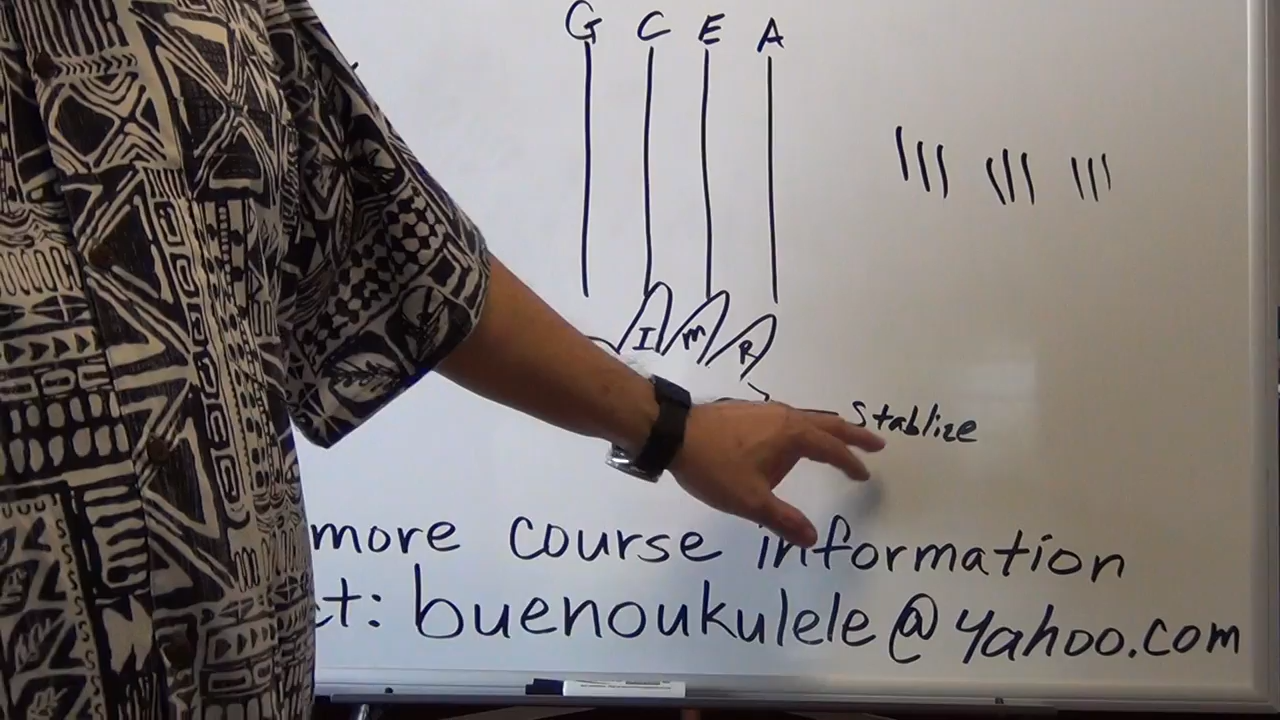 G C E A
I M R
Stablize
more course information
ct: buenoukulele@yahoo.com